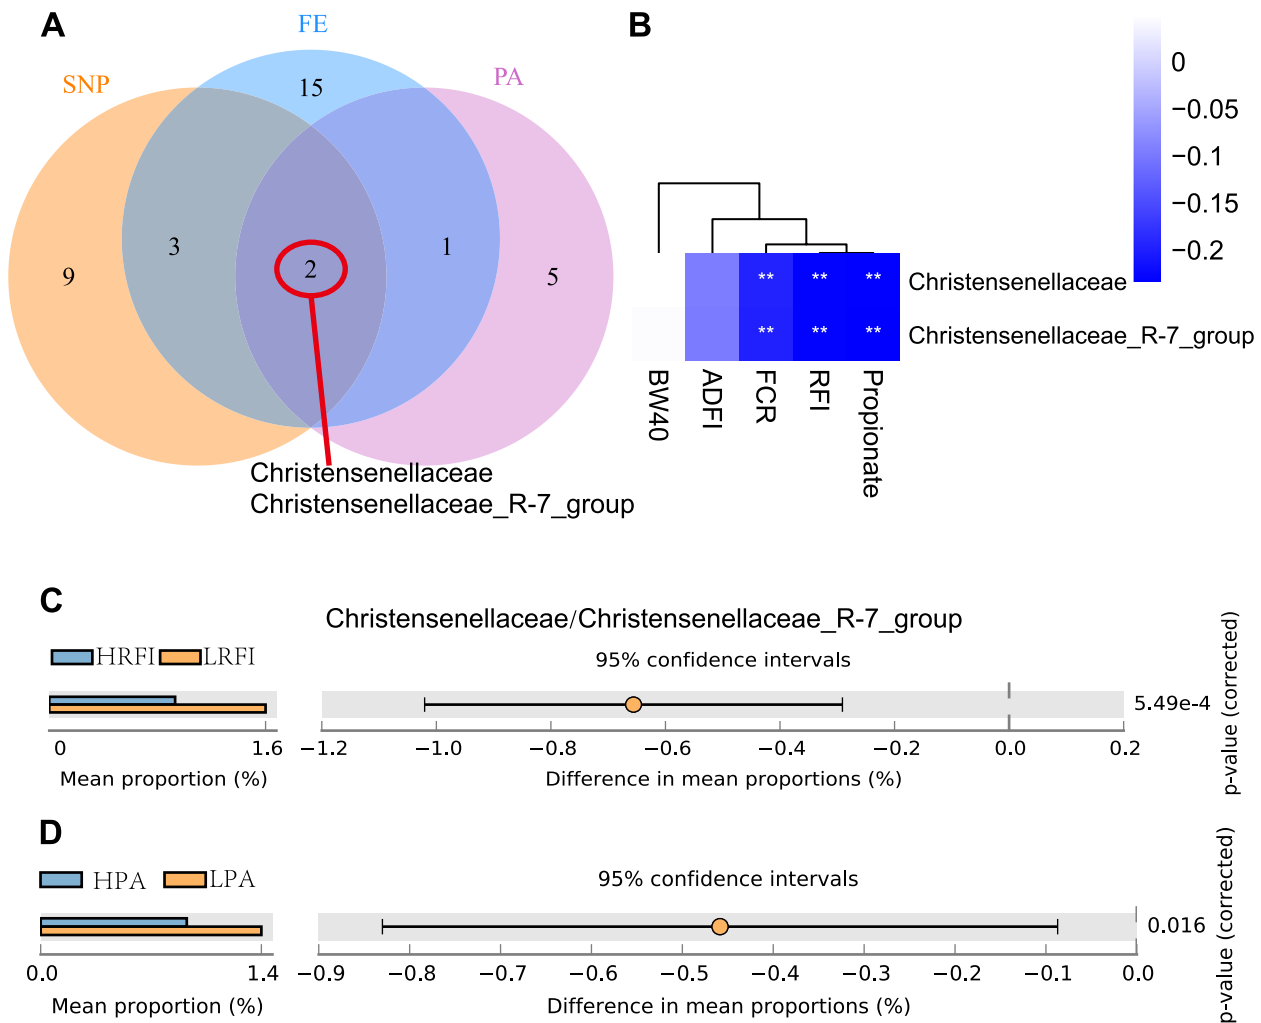 A
FE
SNP
PA
15
3
1
9
2
5
Christensenellaceae
Christensenellaceae_R-7_group
B
0
−0.05
−0.1
−0.15
−0.2
** ** **
Christensenellaceae
** ** **
Christensenellaceae_R-7_group
BW40
ADFI
FCR
RFI
Propionate
C
Christensenellaceae/Christensenellaceae_R-7_group
HRFI LRFI
95% confidence intervals
5.49e-4
p-value (corrected)
0 1.6
Mean proportion (%)
−1.2 −1.0 −0.8 −0.6 −0.4 −0.2 0.0 0.2
Difference in mean proportions (%)
D
HPA LPA
95% confidence intervals
0.016
p-value (corrected)
0.0 1.4
Mean proportion (%)
−0.9 −0.8 −0.7 −0.6 −0.5 −0.4 −0.3 −0.2 −0.1 0.0
Difference in mean proportions (%)